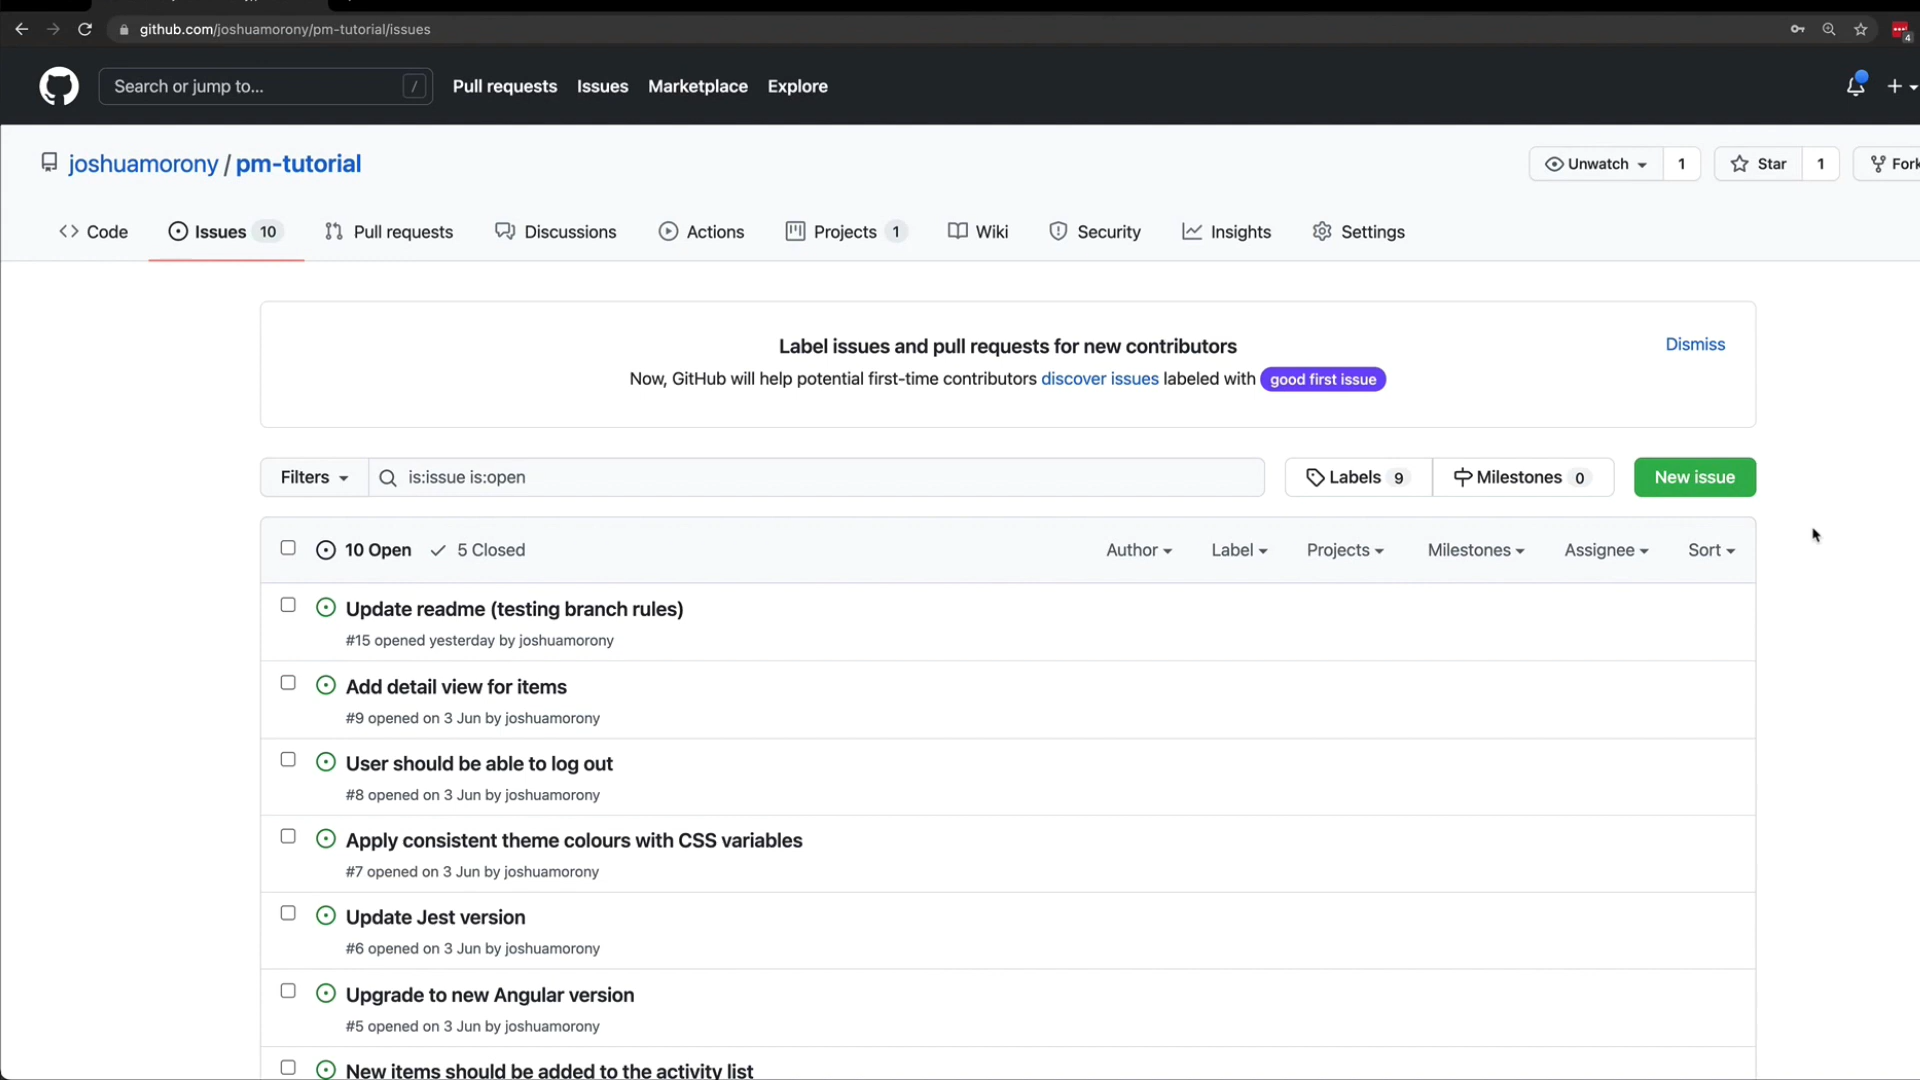 github.com/joshuamorony/pm-tutorial/issues
4
Search or jump to... /
Pull requests Issues Marketplace Explore
joshuamorony / pm-tutorial
Unwatch 1 Star 1 Fork
Code Issues 10 Pull requests Discussions Actions Projects 1 Wiki Security Insights Settings
Label issues and pull requests for new contributors
Dismiss
Now, GitHub will help potential first-time contributors discover issues labeled with good first issue
Filters is:issue is:open Labels 9 Milestones 0 New issue
10 Open 5 Closed Author Label Projects Milestones Assignee Sort
Update readme (testing branch rules)
#15 opened yesterday by joshuamorony
Add detail view for items
#9 opened on 3 Jun by joshuamorony
User should be able to log out
#8 opened on 3 Jun by joshuamorony
Apply consistent theme colours with CSS variables
#7 opened on 3 Jun by joshuamorony
Update Jest version
#6 opened on 3 Jun by joshuamorony
Upgrade to new Angular version
#5 opened on 3 Jun by joshuamorony
New items should be added to the activity list